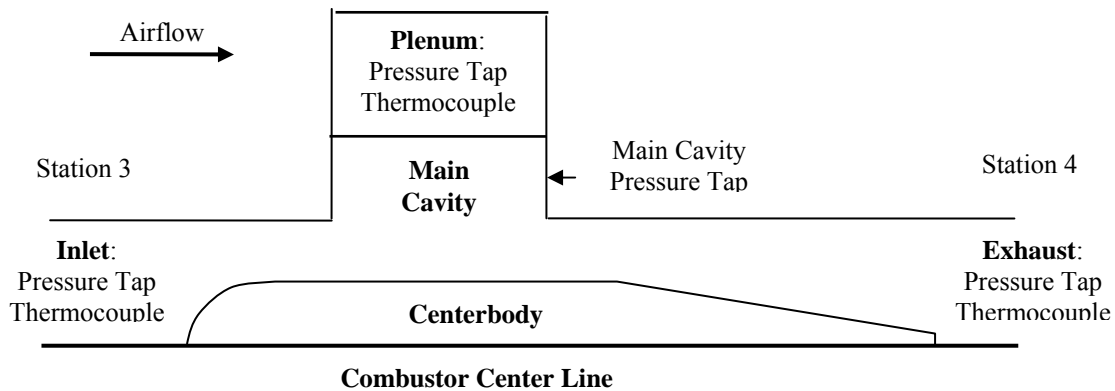 Airflow
Plenum:
Pressure Tap
Thermocouple
Station 3
Main
Cavity
Main Cavity
Pressure Tap
Station 4
Inlet:
Pressure Tap
Thermocouple
Exhaust:
Pressure Tap
Thermocouple
Centerbody
Combustor Center Line